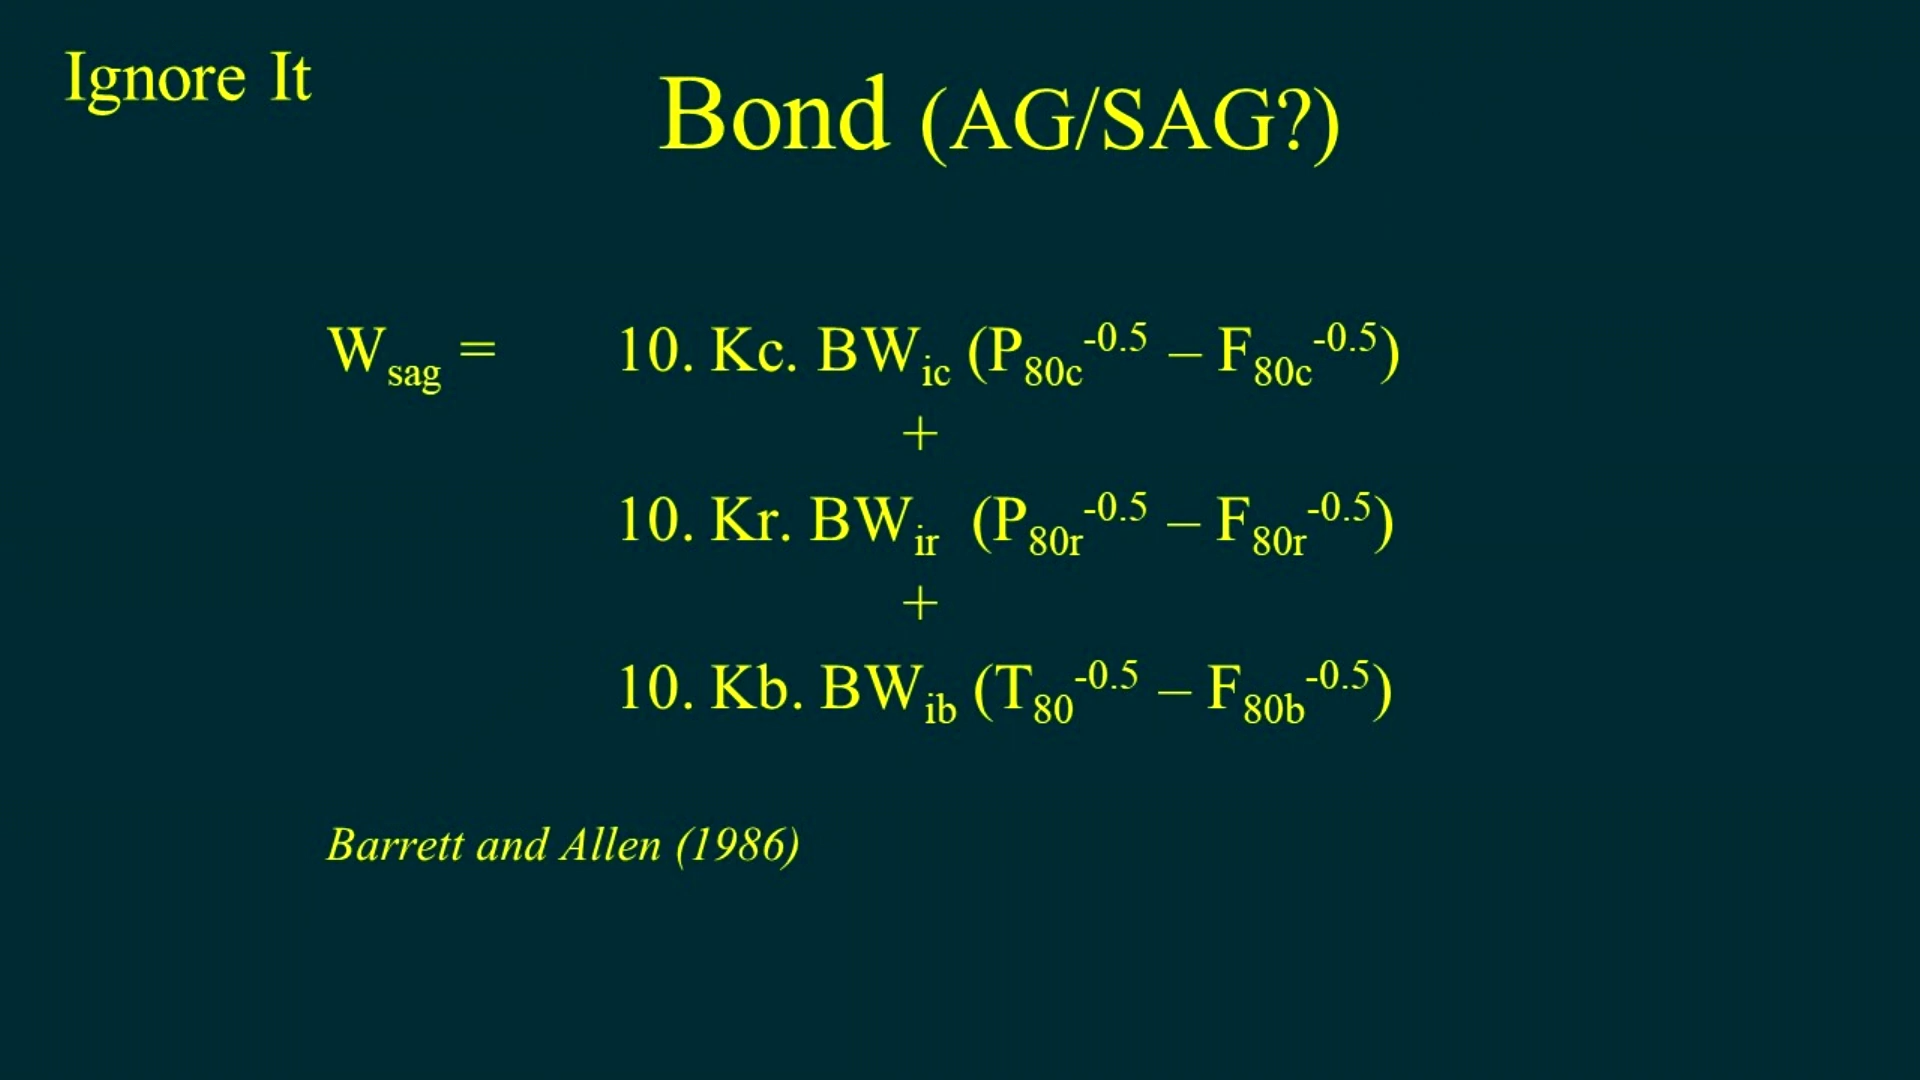 Ignore It
Bond (AG/SAG?)
W_sag = 10. Kc. BW_ic (P_80c^-0.5 – F_80c^-0.5)
+
10. Kr. BW_ir (P_80r^-0.5 – F_80r^-0.5)
+
10. Kb. BW_ib (T_80^-0.5 – F_80b^-0.5)
Barrett and Allen (1986)